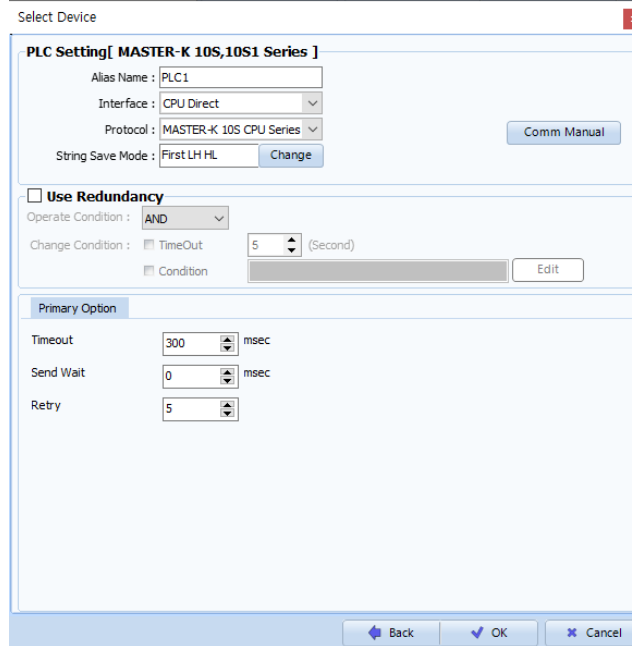 Select Device
PLC Setting[ MASTER-K 10S,10S1 Series ]
Alias Name : PLC1
Interface : CPU Direct
Protocol : MASTER-K 10S CPU Series
Comm Manual
String Save Mode : First LH HL Change
Use Redundancy
Operate Condition : AND
Change Condition : TimeOut 5 (Second)
Condition Edit
Primary Option
Timeout 300 msec
Send Wait 0 msec
Retry 5
Back OK Cancel